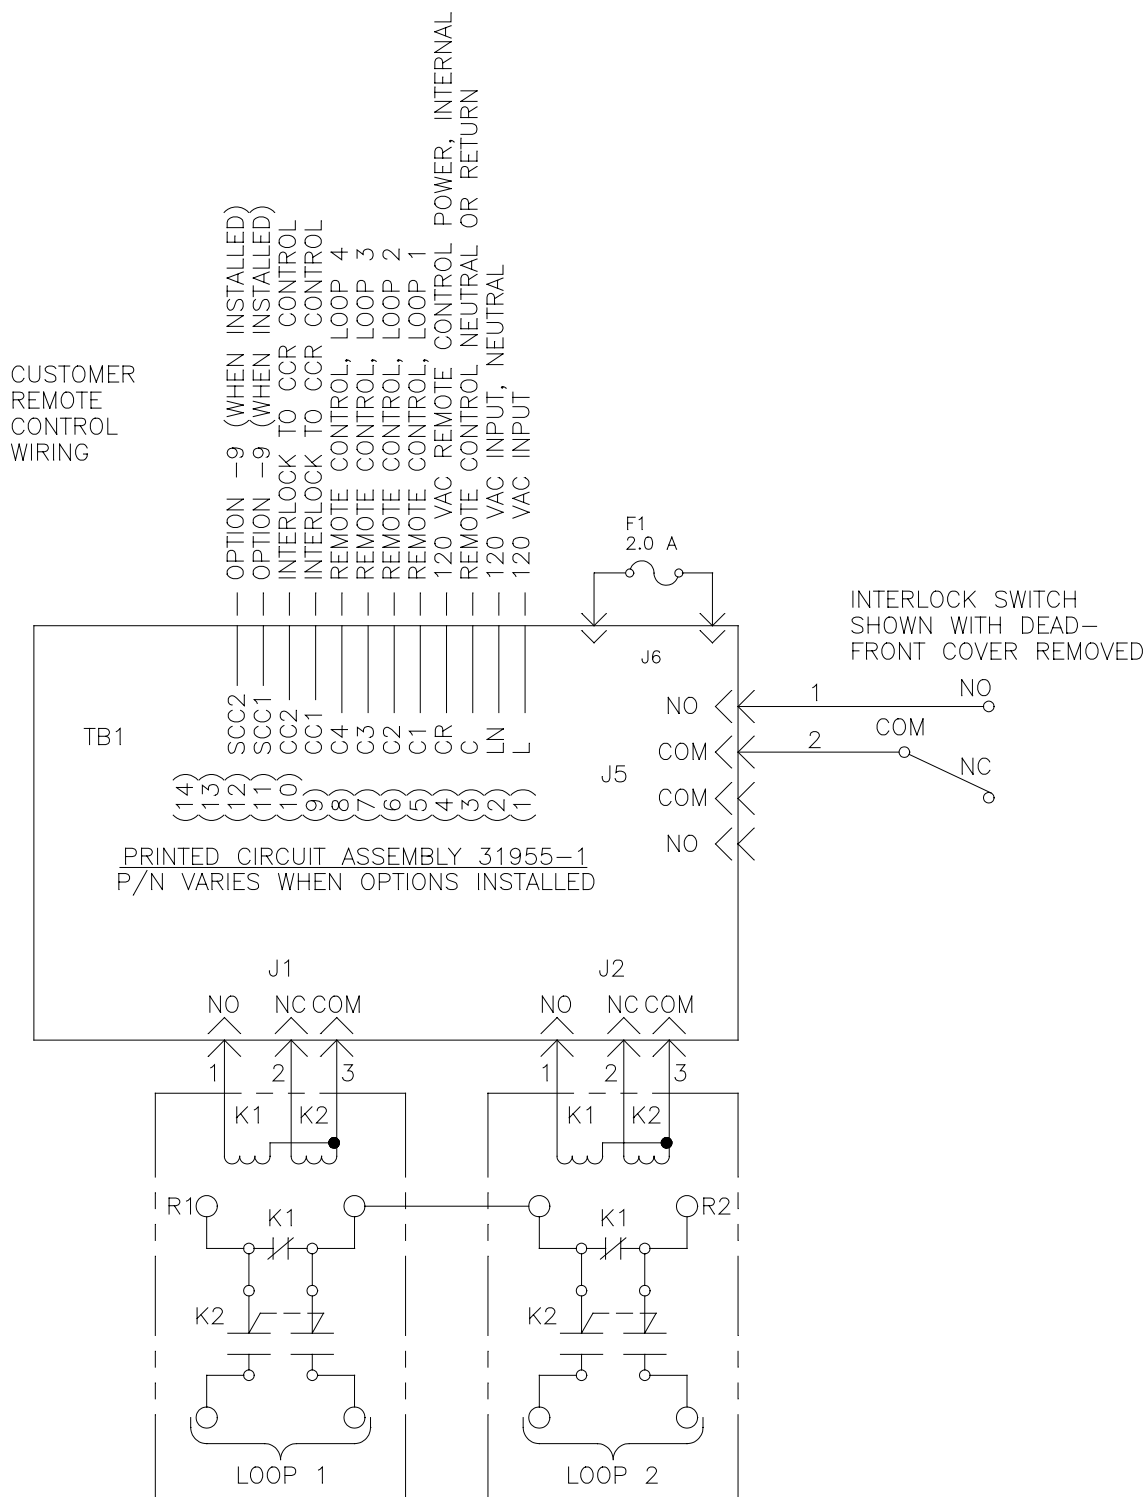 CUSTOMER
REMOTE
CONTROL
WIRING
OPTION -9 (WHEN INSTALLED)
OPTION -9 (WHEN INSTALLED)
INTERLOCK TO CCR CONTROL
INTERLOCK TO CCR CONTROL
REMOTE CONTROL, LOOP 4
REMOTE CONTROL, LOOP 3
REMOTE CONTROL, LOOP 2
REMOTE CONTROL, LOOP 1
120 VAC REMOTE CONTROL POWER, INTERNAL
REMOTE CONTROL NEUTRAL OR RETURN
120 VAC INPUT, NEUTRAL
120 VAC INPUT
F1
2.0 A
J6
INTERLOCK SWITCH
SHOWN WITH DEAD-
FRONT COVER REMOVED
TB1
SCC2
SCC1
CC2
CC1
C4
C3
C2
C1
CR
C
LN
L
(14)
(13)
(12)
(11)
(10)
(9)
(8)
(7)
(6)
(5)
(4)
(3)
(2)
(1)
J5
NO
1
NO
COM
2
COM
NC
COM
NO
PRINTED CIRCUIT ASSEMBLY 31955-1
P/N VARIES WHEN OPTIONS INSTALLED
J1
NO NC COM
1 2 3
K1 K2
J2
NO NC COM
1 2 3
K1 K2
R1
K1
K2
LOOP 1
K1
R2
K2
LOOP 2